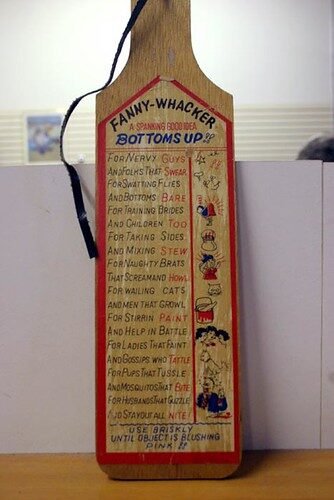 FANNY-WHACKER
A SPANKING GOOD IDEA
BOTTOMS UP!!
FOR NERVY GUYS
AND FOLKS THAT SWEAR
FOR SWATTING FLIES
AND BOTTOMS BARE
FOR TRAINING BRIDES
AND CHILDREN TOO
FOR TAKING SIDES
AND MIXING STEW
FOR NAUGHTY BRATS
THAT SCREAM AND HOWL
FOR WAILING CATS
AND MEN THAT GROWL
FOR STIRRIN PAINT
AND HELP IN BATTLE
FOR LADIES THAT FAINT
AND GOSSIPS WHO TATTLE
FOR PUPS THAT TUSSLE
AND MOSQUITOS THAT BITE
FOR HUSBANDS THAT GUZZLE
AND STAY OUT ALL NITE!
USE BRISKLY
UNTIL OBJECT IS BLUSHING
PINK!!